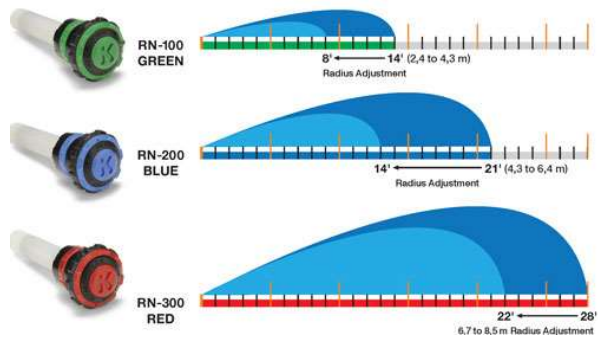 RN-100
GREEN
8' 14' (2,4 to 4,3 m)
Radius Adjustment
RN-200
BLUE
14' 21' (4,3 to 6,4 m)
Radius Adjustment
RN-300
RED
22' 28'
6.7 to 8,5 m Radius Adjustment
K
K
K